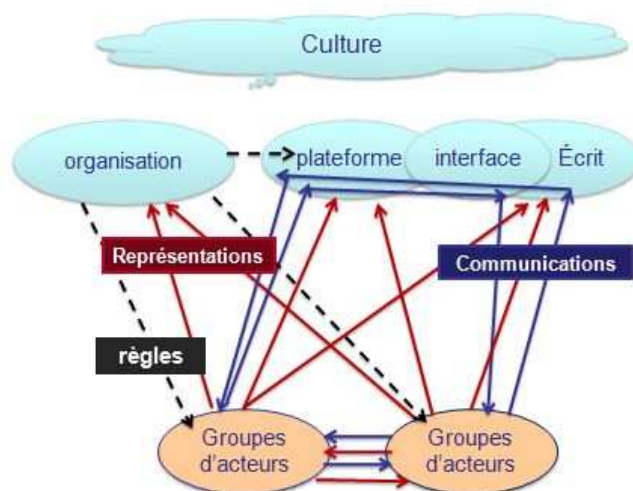 Culture
organisation
plateforme
interface
Écrit
Représentations
Communications
règles
Groupes
d'acteurs
Groupes
d'acteurs